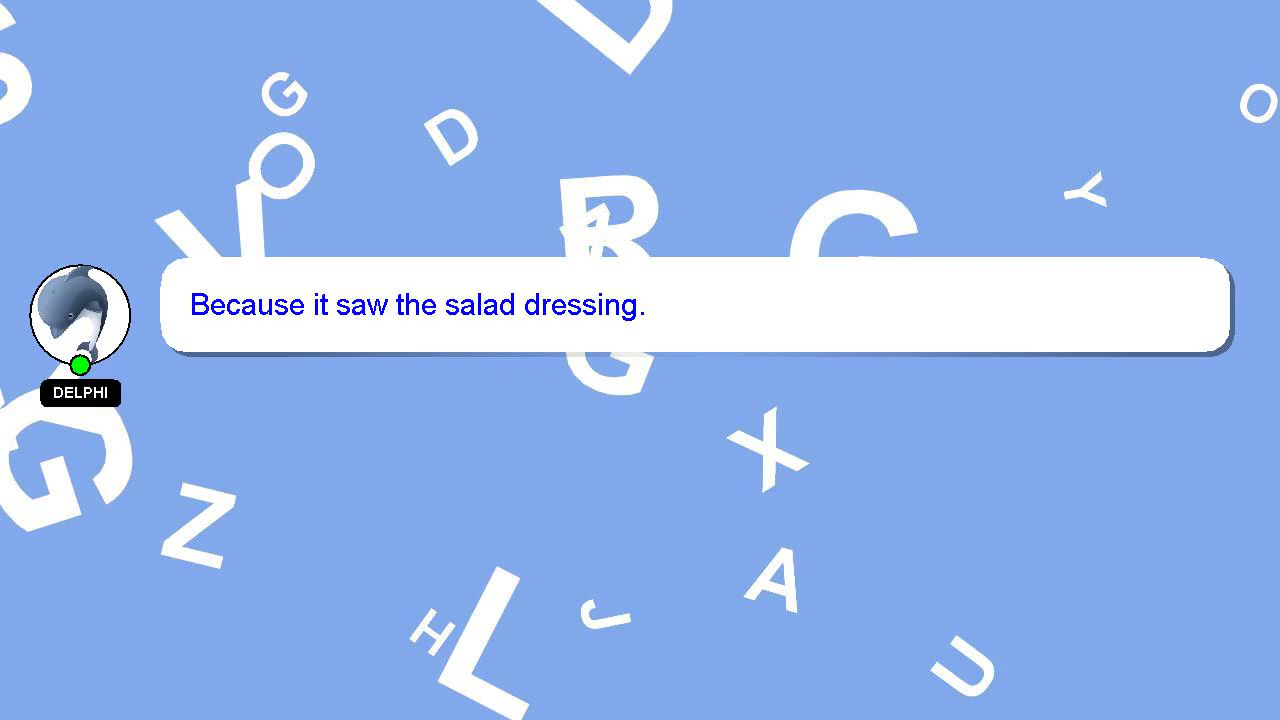 D
S
G
D
O
O
Y
V
R
A
C
Because it saw the salad dressing.
DELPHI
G
G
X
Z
A
H
L
J
U